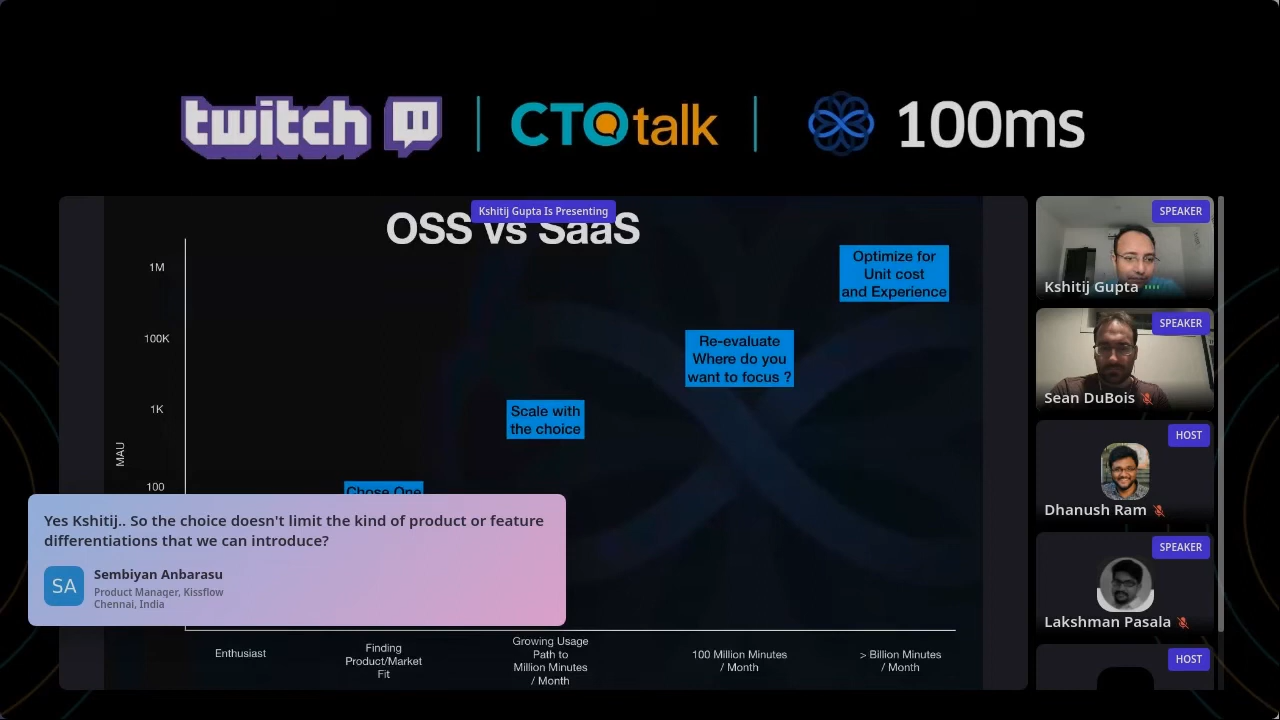 twitch
CTOtalk
100ms
Kshitij Gupta Is Presenting
OSS vs SaaS
1M
100K
1K
100
MAU
Optimize for
Unit cost
and Experience
Re-evaluate
Where do you
want to focus ?
Scale with
the choice
Chose One
Yes Kshitij.. So the choice doesn't limit the kind of product or feature
differentiations that we can introduce?
SA
Sembiyan Anbarasu
Product Manager, Kissflow
Chennai, India
Enthusiast
Finding
Product/Market
Fit
Growing Usage
Path to
Million Minutes
/ Month
100 Million Minutes
/ Month
> Billion Minutes
/ Month
SPEAKER
Kshitij Gupta
SPEAKER
Sean DuBois
HOST
Dhanush Ram
SPEAKER
Lakshman Pasala
HOST